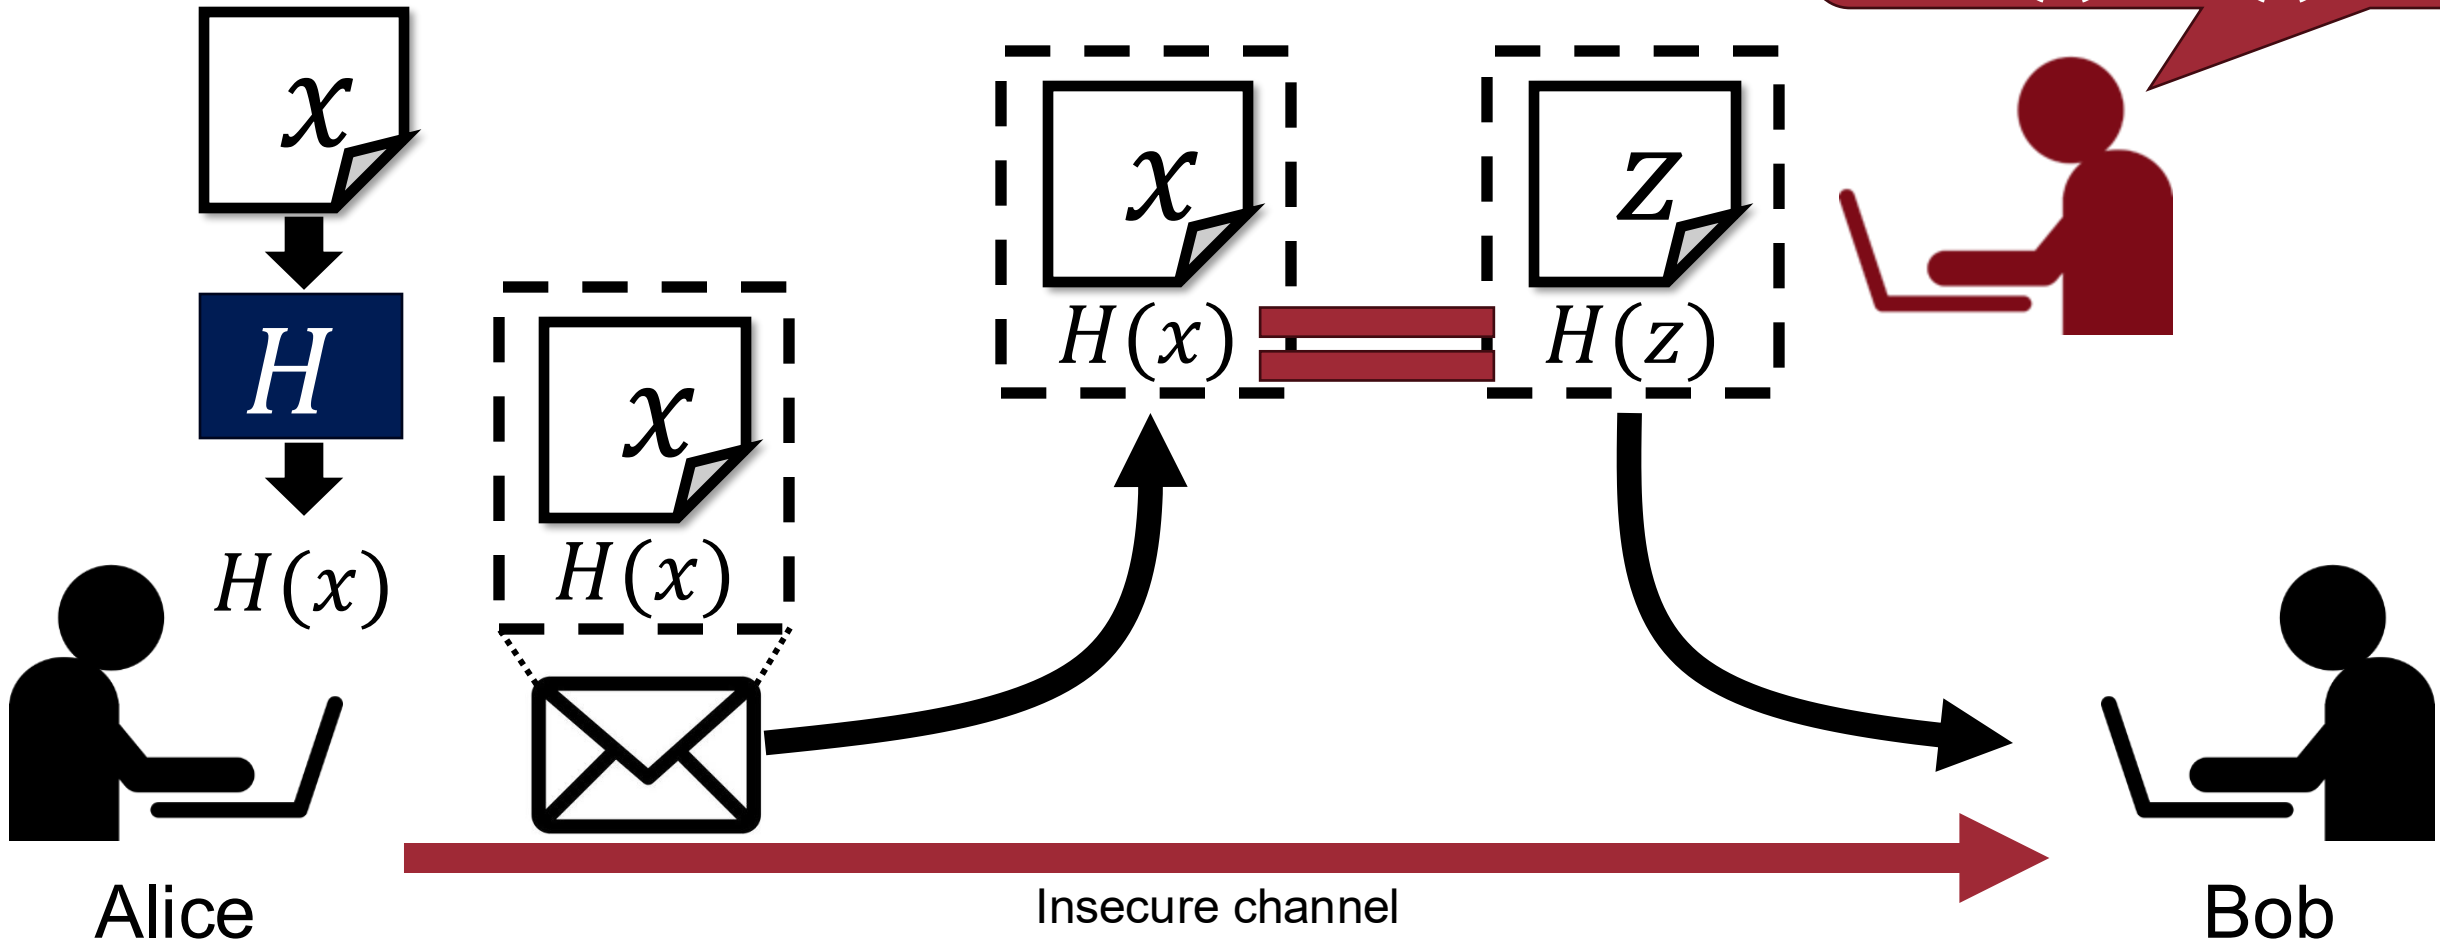 x
H
H(x)
x
H(x)
x
H(x)
z
H(z)
Alice
Insecure channel
Bob